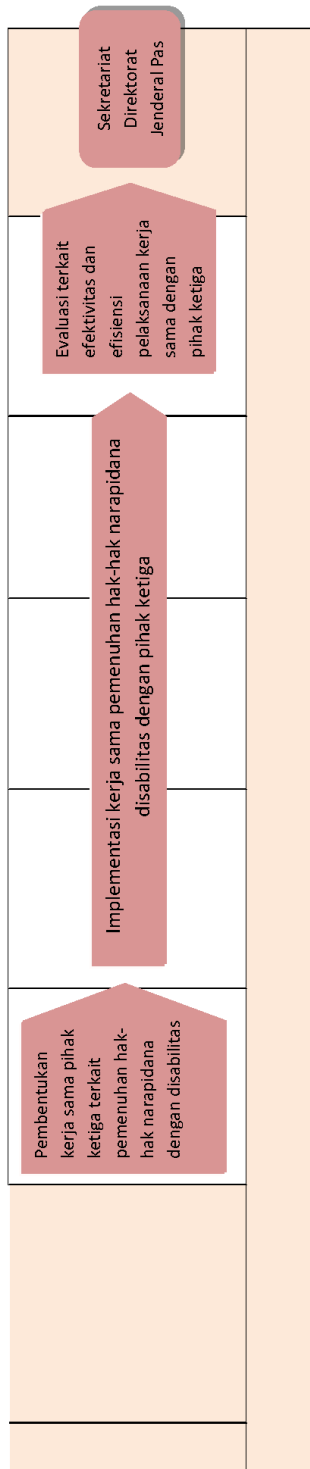 Pembentukan
kerja sama pihak
ketiga terkait
pemenuhan hak-
hak narapidana
dengan disabilitas
Implementasi kerja sama pemenuhan hak-hak narapidana
disabilitas dengan pihak ketiga
Evaluasi terkait
efektivitas dan
efisiensi
pelaksanaan kerja
sama dengan
pihak ketiga
Sekretariat
Direktorat
Jenderal Pas